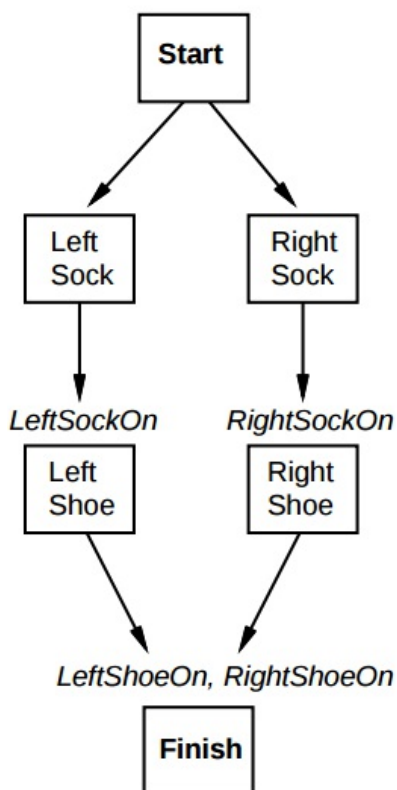 Start
Left
Sock
Right
Sock
LeftSockOn
RightSockOn
Left
Shoe
Right
Shoe
LeftShoeOn, RightShoeOn
Finish